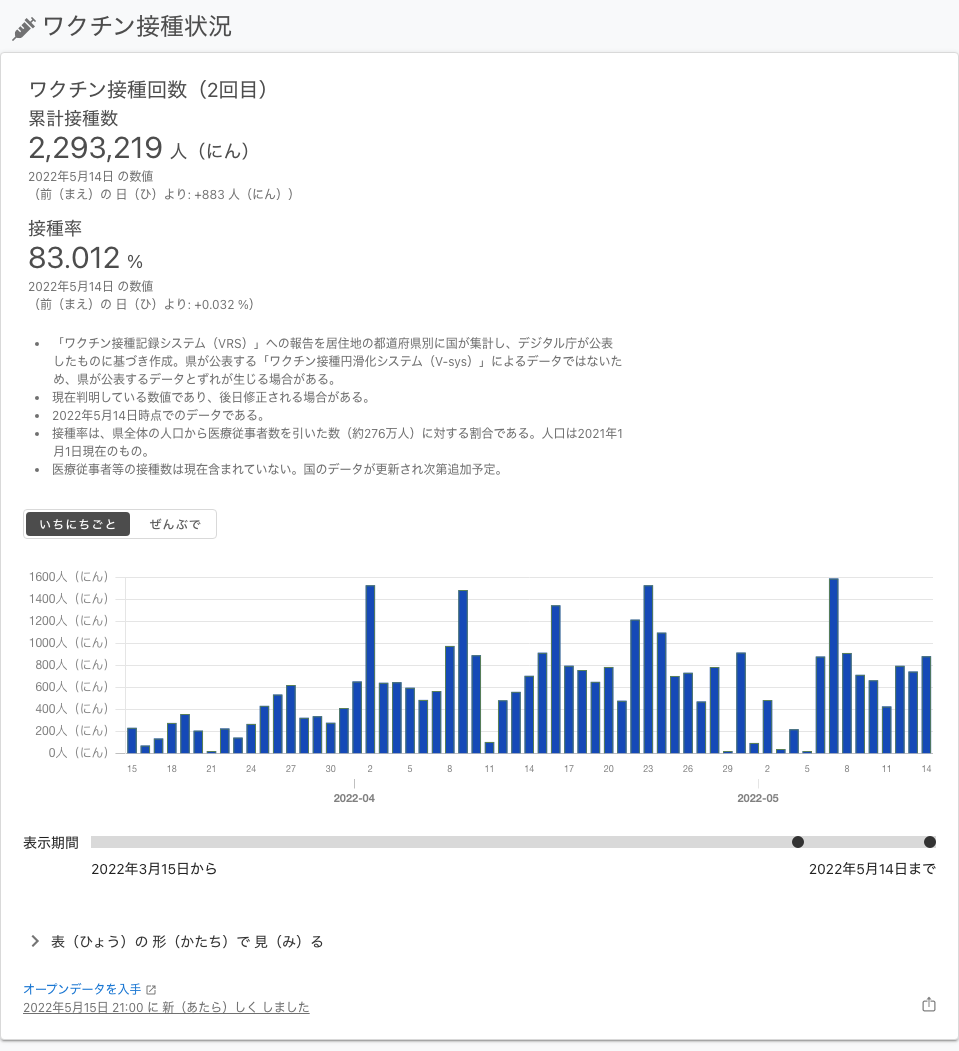 ワクチン接種状況
ワクチン接種回数（2回目）
累計接種数
2,293,219 人（にん）
2022年5月14日 の数値
（前（まえ）の 日（ひ）より: +883 人（にん））
接種率
83.012 %
2022年5月14日 の数値
（前（まえ）の 日（ひ）より: +0.032 %）
• 「ワクチン接種記録システム（VRS）」への報告を居住地の都道府県別に国が集計し、デジタル庁が公表
したものに基づき作成。県が公表する「ワクチン接種円滑化システム（V-sys）」によるデータではないた
め、県が公表するデータとずれが生じる場合がある。
• 現在判明している数値であり、後日修正される場合がある。
• 2022年5月14日時点でのデータである。
• 接種率は、県全体の人口から医療従事者数を引いた数（約276万人）に対する割合である。人口は2021年1
月1日現在のもの。
• 医療従事者等の接種数は現在含まれていない。国のデータが更新され次第追加予定。
いちにちごと ぜんぶで
1600人（にん）
1400人（にん）
1200人（にん）
1000人（にん）
800人（にん）
600人（にん）
400人（にん）
200人（にん）
0人（にん）
15 18 21 24 27 30 2 5 8 11 14 17 20 23 26 29 2 5 8 11 14
2022-04 2022-05
表示期間
2022年3月15日から 2022年5月14日まで
表（ひょう）の 形（かたち）で 見（み）る
オープンデータを入手
2022年5月15日 21:00 に 新（あたら）しく しました